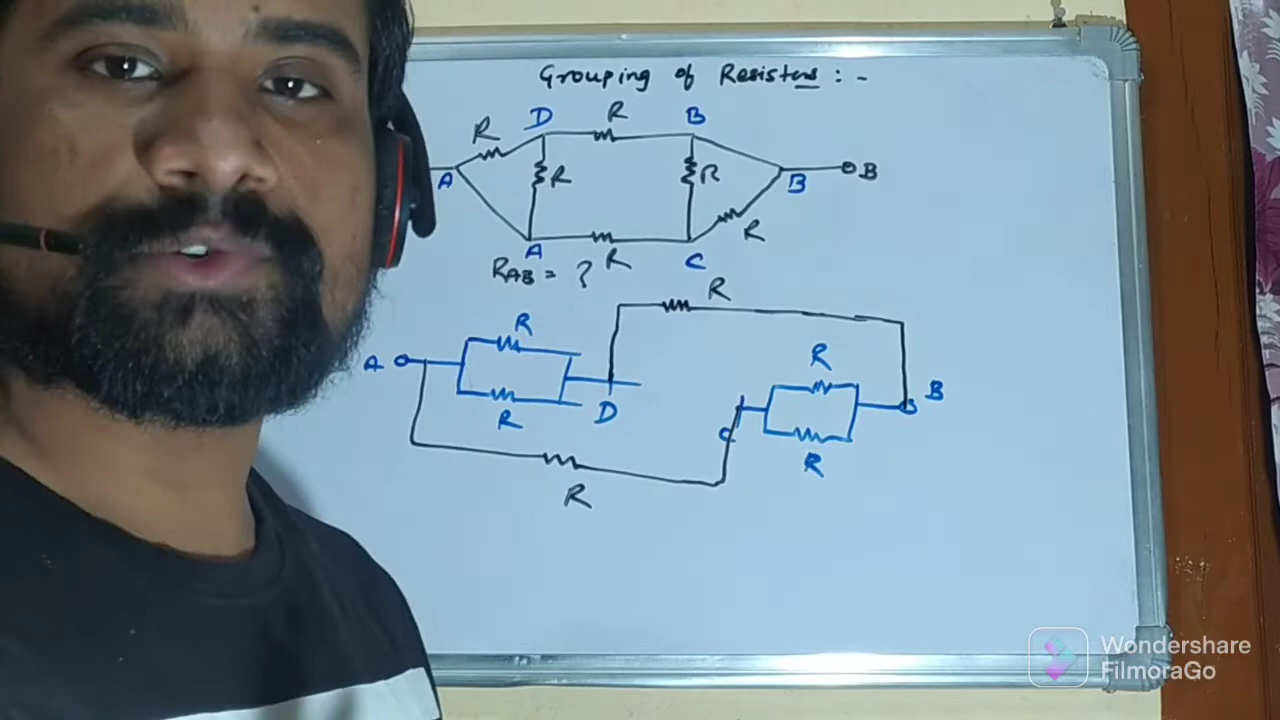 Grouping of Resistors : -
D R B
R
R R
A B B
R
A R C
RAB = ?
R
R R
A B
R D C
R
R
Wondershare
FilmoraGo